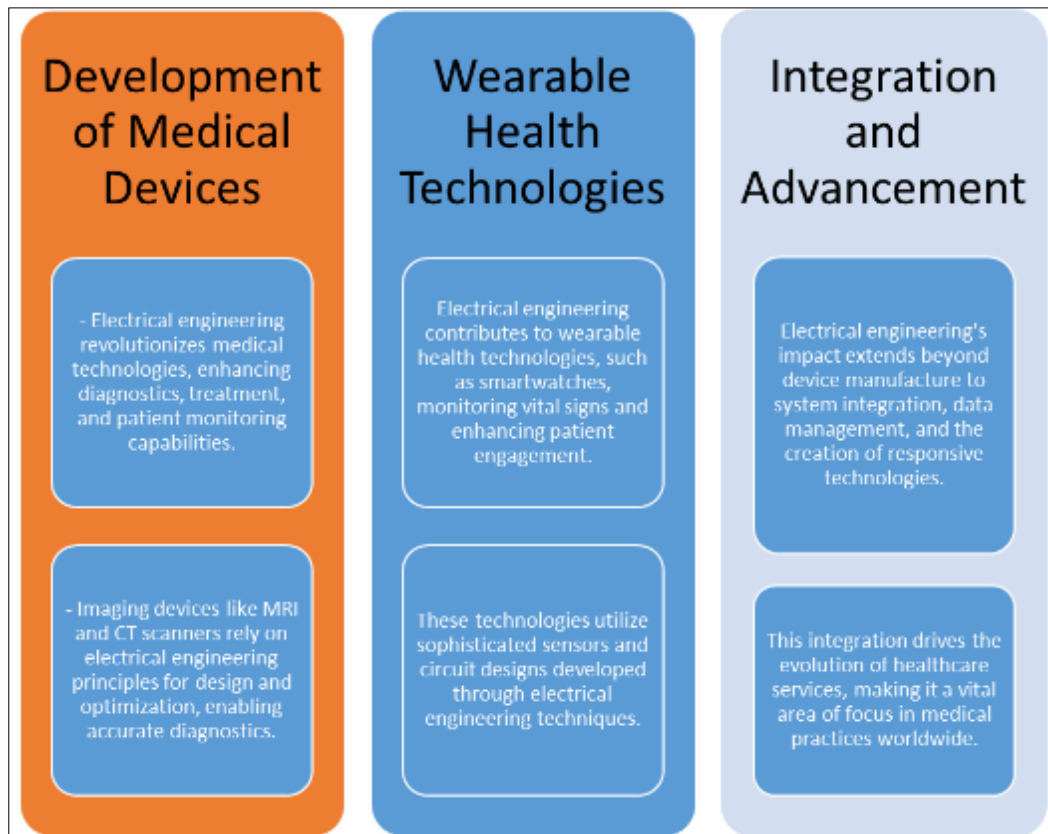 Development
of Medical
Devices
- Electrical engineering
revolutionizes medical
technologies, enhancing
diagnostics, treatment,
and patient monitoring
capabilities.
- Imaging devices like MRI
and CT scanners rely on
electrical engineering
principles for design and
optimization, enabling
accurate diagnostics.
Wearable
Health
Technologies
Electrical engineering
contributes to wearable
health technologies, such
as smartwatches,
monitoring vital signs and
enhancing patient
engagement.
These technologies utilize
sophisticated sensors and
circuit designs developed
through electrical
engineering techniques.
Integration
and
Advancement
Electrical engineering's
impact extends beyond
device manufacture to
system integration, data
management, and the
creation of responsive
technologies.
This integration drives the
evolution of healthcare
services, making it a vital
area of focus in medical
practices worldwide.